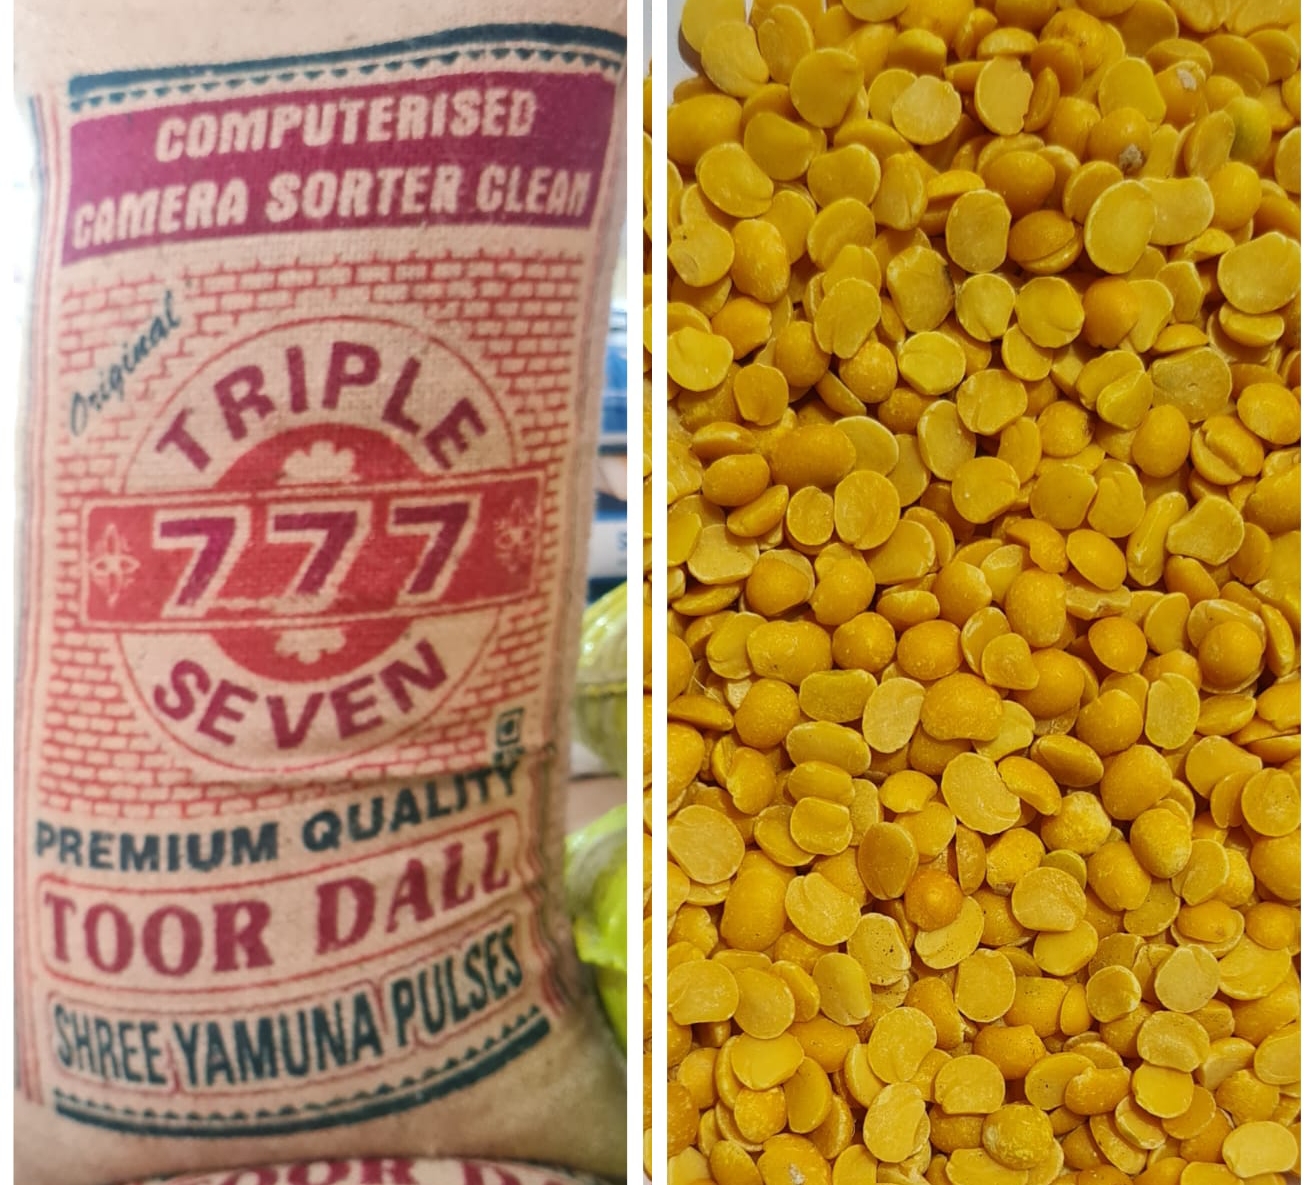 COMPUTERISED
CAMERA SORTER CLEAN
Original
TRIPLE
777
SEVEN
PREMIUM QUALITY
TOOR DALL
SHREE YAMUNA PULSES